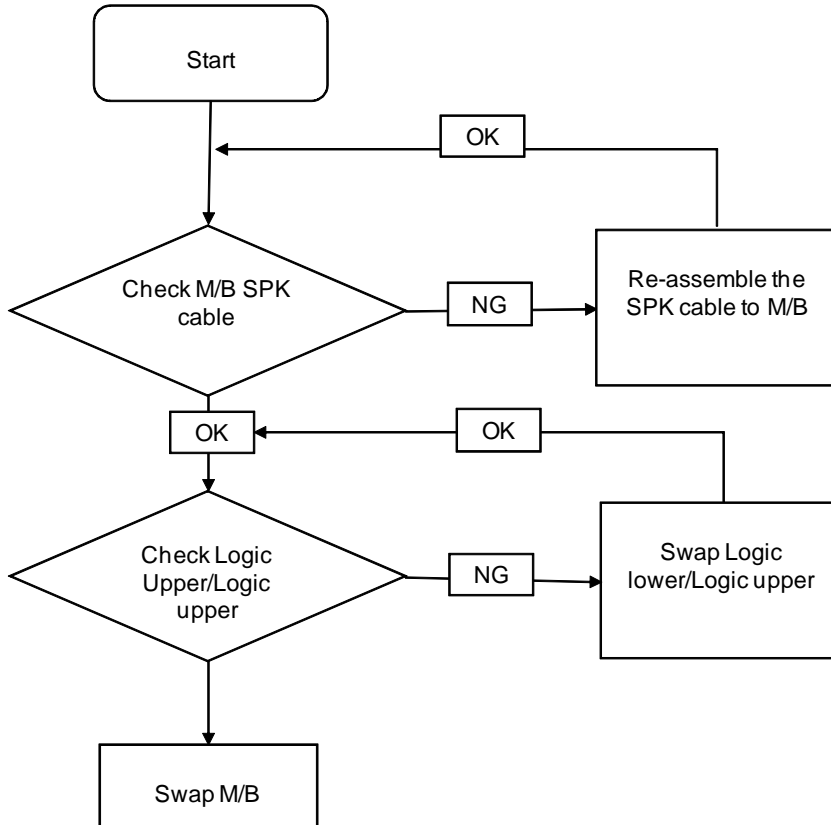 Start
OK
Check M/B SPK
cable
NG
Re-assemble the
SPK cable to M/B
OK
OK
Check Logic
Upper/Logic
upper
NG
Swap Logic
lower/Logic upper
Swap M/B